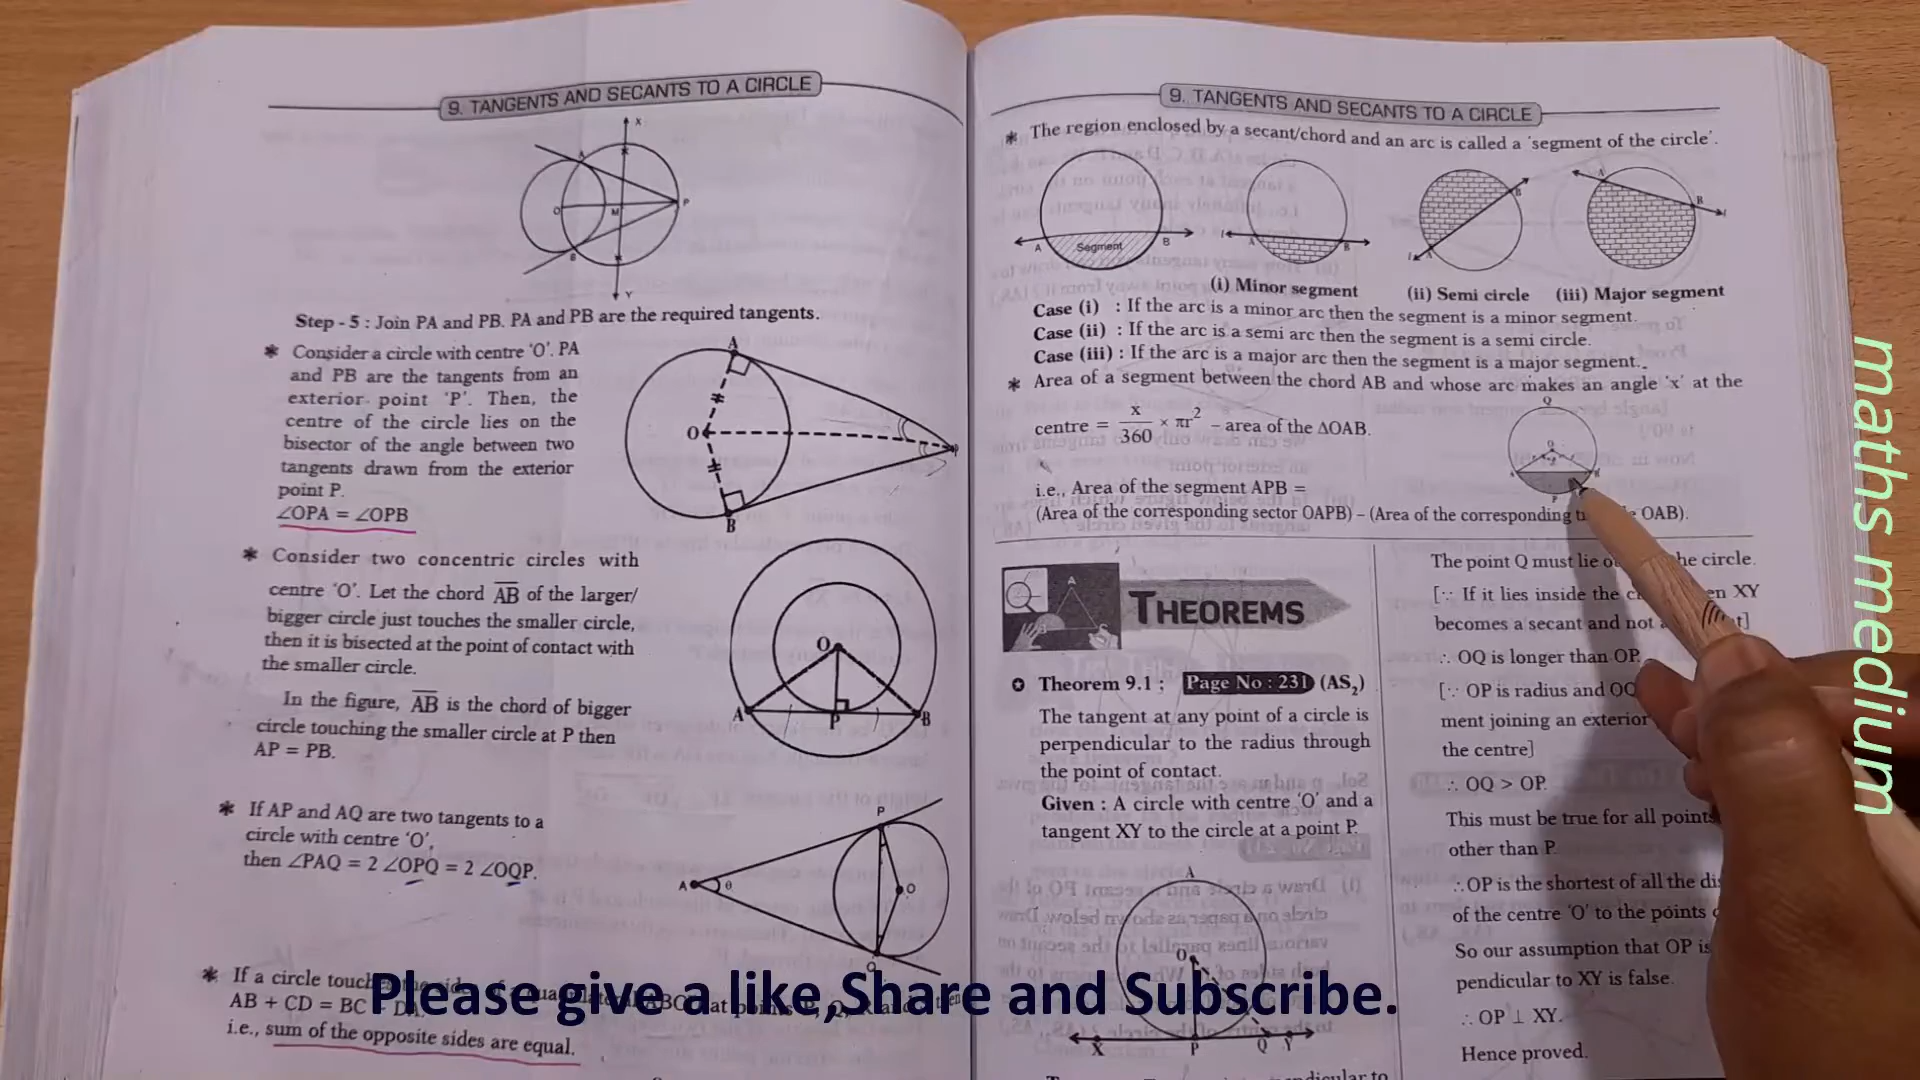 9. TANGENTS AND SECANTS TO A CIRCLE
X
A
O
M
P
B
Y
Step - 5 : Join PA and PB. PA and PB are the required tangents.
* Consider a circle with centre 'O'. PA
and PB are the tangents from an
exterior point 'P'. Then, the
centre of the circle lies on the
bisector of the angle between two
tangents drawn from the exterior
point P.
∠OPA = ∠OPB
A
O
B
* Consider two concentric circles with
centre 'O'. Let the chord AB of the larger/
bigger circle just touches the smaller circle,
then it is bisected at the point of contact with
the smaller circle.
In the figure, AB is the chord of bigger
circle touching the smaller circle at P then
AP = PB.
O
A
P
B
* If AP and AQ are two tangents to a
circle with centre 'O',
then ∠PAQ = 2 ∠OPQ = 2 ∠OQP.
P
A
θ
O
Q
* If a circle
AB + CD = BC + DA.
i.e., sum of the opposite sides are equal.
9. TANGENTS AND SECANTS TO A CIRCLE
* The region enclosed by a secant/chord and an arc is called a 'segment of the circle'.
A Segment B
l A B
l A B
A B l
(i) Minor segment (ii) Semi circle (iii) Major segment
Case (i) : If the arc is a minor arc then the segment is a minor segment.
Case (ii) : If the arc is a semi arc then the segment is a semi circle.
Case (iii) : If the arc is a major arc then the segment is a major segment.
* Area of a segment between the chord AB and whose arc makes an angle 'x' at the
centre = x/360 × πr² – area of the ΔOAB.
Q
O
P
i.e., Area of the segment APB =
(Area of the corresponding sector OAPB) – (Area of the corresponding OAB).
THEOREMS
Theorem 9.1 : Page No : 231 (AS₂)
The tangent at any point of a circle is
perpendicular to the radius through
the point of contact.
Given : A circle with centre 'O' and a
tangent XY to the circle at a point P.
A
O
X P Q Y
The point Q must lie the circle.
[∵ If it lies inside the XY
becomes a secant and not
∴ OQ is longer than OP.
[∵ OP is radius and
joining an exterior
the centre]
∴ OQ > OP.
This must be true for all points
other than P.
∴ OP is the shortest of all the
of the centre 'O' to the points
So our assumption that OP is
pendicular to XY is false.
∴ OP ⊥ XY.
Hence proved.
maths medium
Please give a like,Share and Subscribe.